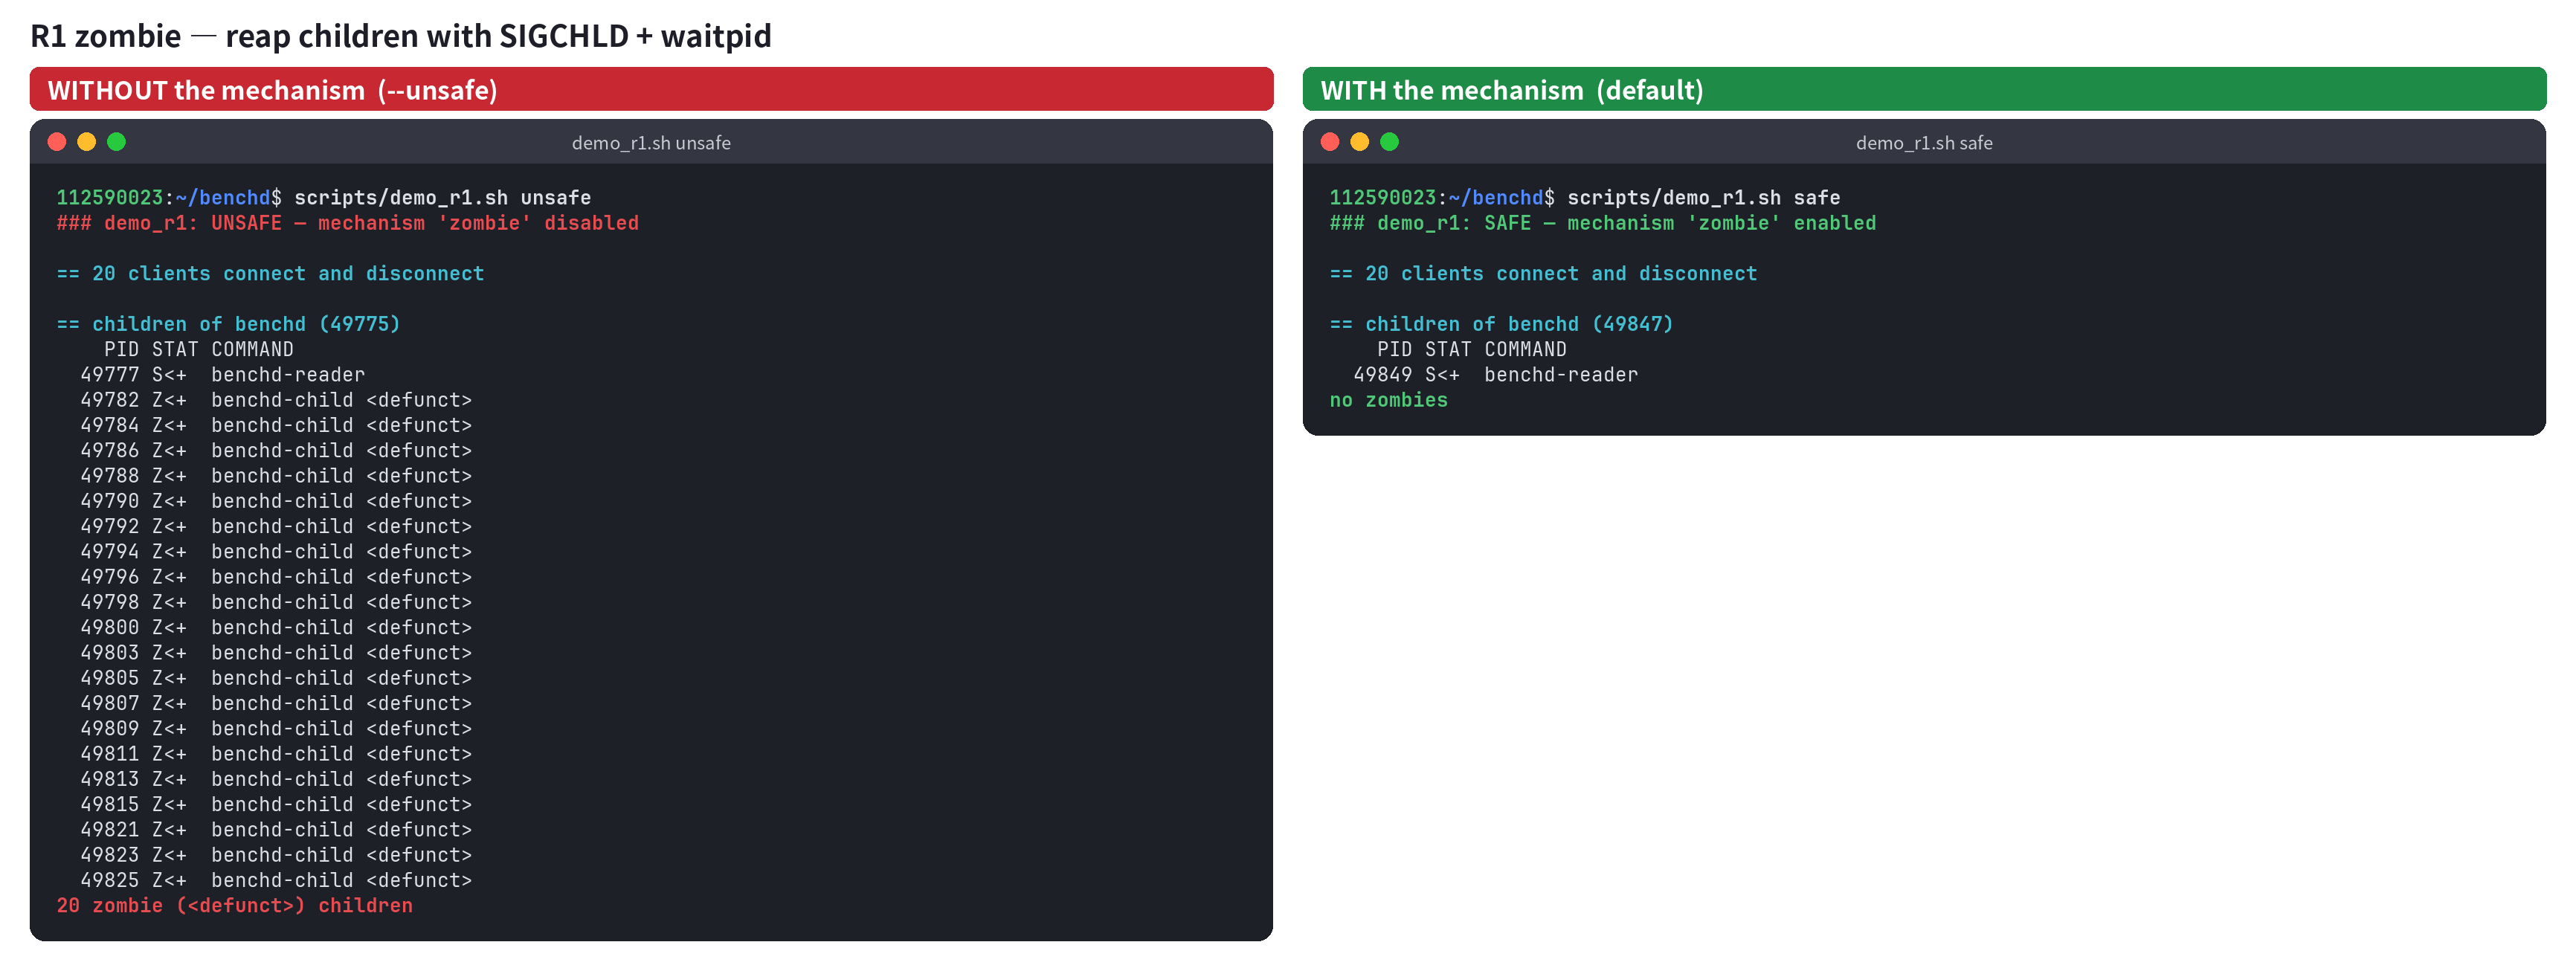 R1 zombie — reap children with SIGCHLD + waitpid
WITHOUT the mechanism (--unsafe)
demo_r1.sh unsafe
112590023:~/benchd$ scripts/demo_r1.sh unsafe
### demo_r1: UNSAFE — mechanism 'zombie' disabled
== 20 clients connect and disconnect
== children of benchd (49775)
PID STAT COMMAND
49777 S<+ benchd-reader
49782 Z<+ benchd-child <defunct>
49784 Z<+ benchd-child <defunct>
49786 Z<+ benchd-child <defunct>
49788 Z<+ benchd-child <defunct>
49790 Z<+ benchd-child <defunct>
49792 Z<+ benchd-child <defunct>
49794 Z<+ benchd-child <defunct>
49796 Z<+ benchd-child <defunct>
49798 Z<+ benchd-child <defunct>
49800 Z<+ benchd-child <defunct>
49803 Z<+ benchd-child <defunct>
49805 Z<+ benchd-child <defunct>
49807 Z<+ benchd-child <defunct>
49809 Z<+ benchd-child <defunct>
49811 Z<+ benchd-child <defunct>
49813 Z<+ benchd-child <defunct>
49815 Z<+ benchd-child <defunct>
49821 Z<+ benchd-child <defunct>
49823 Z<+ benchd-child <defunct>
49825 Z<+ benchd-child <defunct>
20 zombie (<defunct>) children
WITH the mechanism (default)
demo_r1.sh safe
112590023:~/benchd$ scripts/demo_r1.sh safe
### demo_r1: SAFE — mechanism 'zombie' enabled
== 20 clients connect and disconnect
== children of benchd (49847)
PID STAT COMMAND
49849 S<+ benchd-reader
no zombies